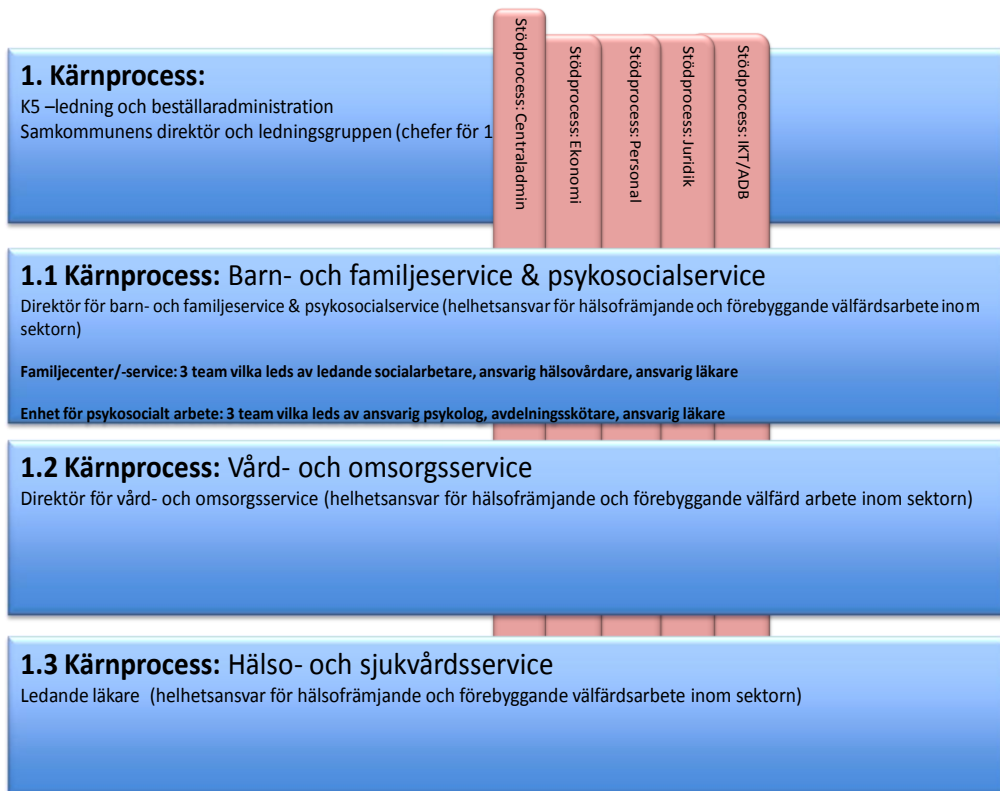 Stödprocess: Centraladmin
Stödprocess: Ekonomi
Stödprocess: Personal
Stödprocess: Juridik
Stödprocess: IKT/ADB
1. Kärnprocess:
K5 –ledning och beställaradministration
Samkommunens direktör och ledningsgruppen (chefer för 1
1.1 Kärnprocess: Barn- och familjeservice & psykosocialservice
Direktör för barn- och familjeservice & psykosocialservice (helhetsansvar för hälsofrämjande och förebyggande välfärdsarbete inom
sektorn)
Familjecenter/-service: 3 team vilka leds av ledande socialarbetare, ansvarig hälsovårdare, ansvarig läkare
Enhet för psykosocialt arbete: 3 team vilka leds av ansvarig psykolog, avdelningsskötare, ansvarig läkare
1.2 Kärnprocess: Vård- och omsorgsservice
Direktör för vård- och omsorgsservice (helhetsansvar för hälsofrämjande och förebyggande välfärd arbete inom sektorn)
1.3 Kärnprocess: Hälso- och sjukvårdsservice
Ledande läkare (helhetsansvar för hälsofrämjande och förebyggande välfärdsarbete inom sektorn)